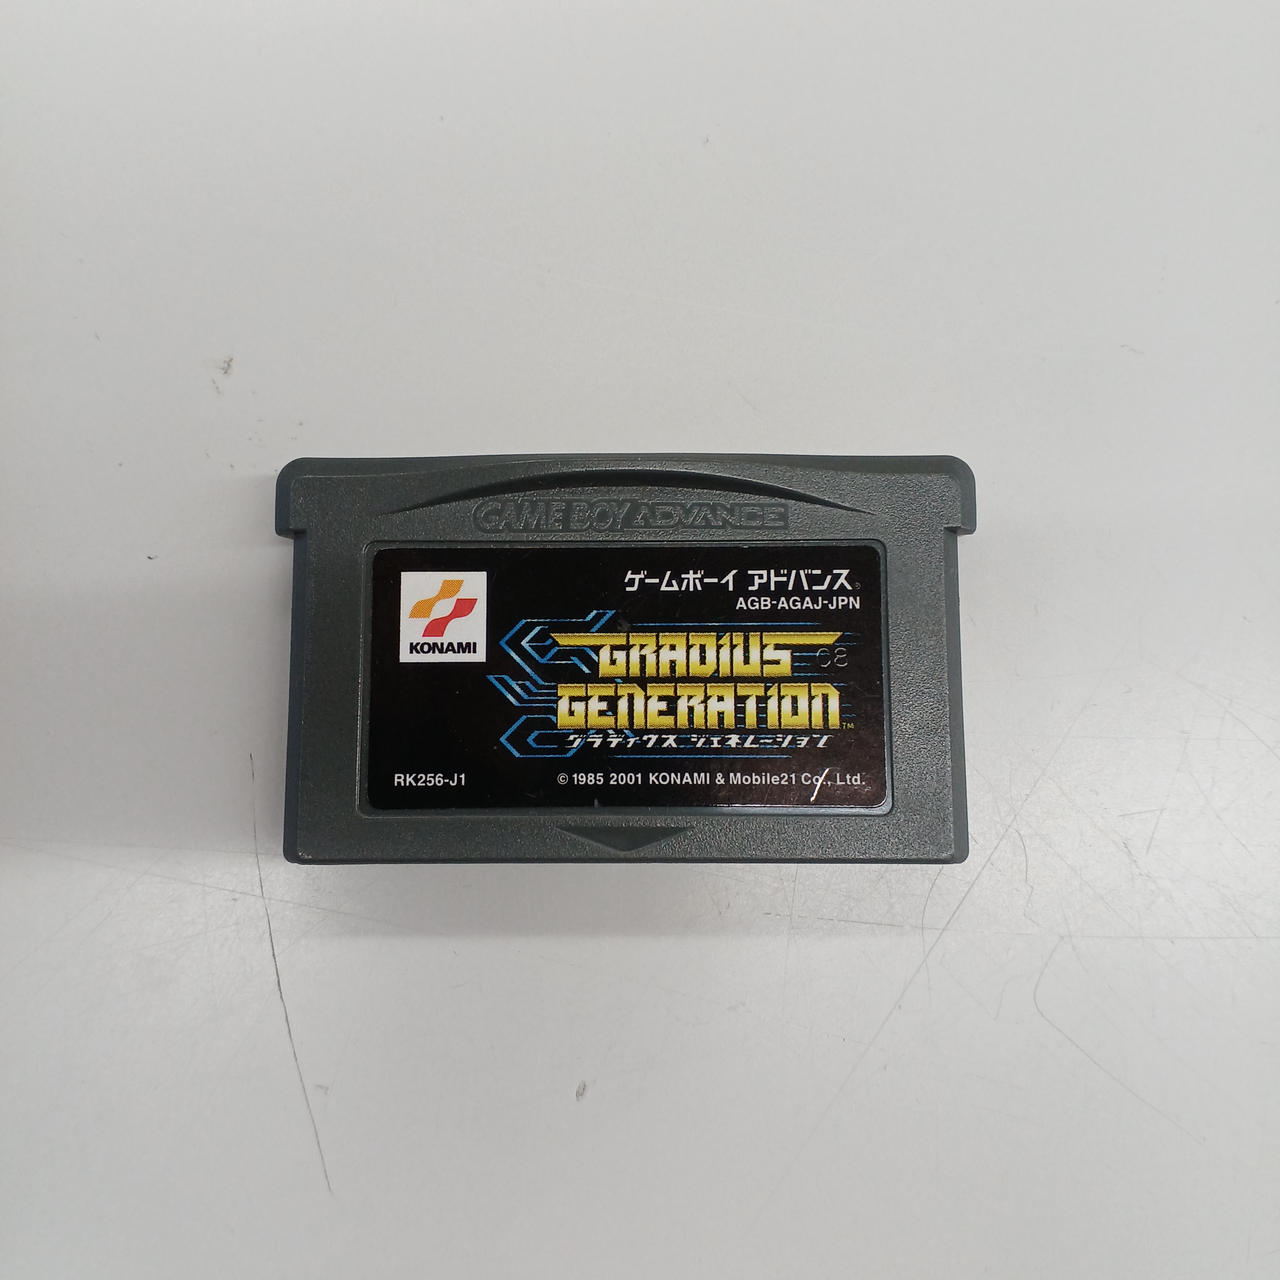 GAME BOY ADVANCE
KONAMI
ゲームボーイ アドバンス®
AGB-AGAJ-JPN
GRADIUS
08
GENERATION™
グラディウス ジェネレーション
RK256-J1
© 1985 2001 KONAMI & Mobile21 Co., Ltd.